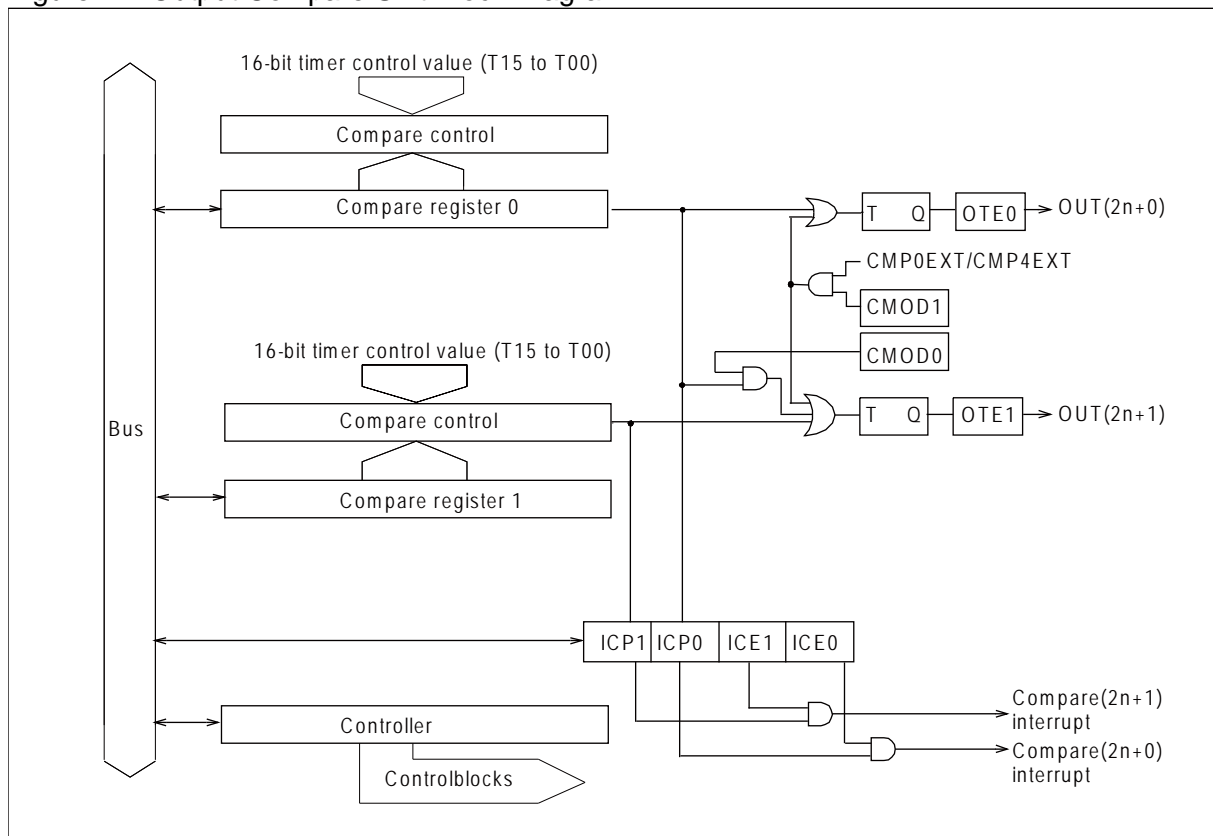 16-bit timer control value (T15 to T00)
Compare control
Compare register 0
T Q
OTE0
OUT(2n+0)
CMP0EXT/CMP4EXT
CMOD1
CMOD0
16-bit timer control value (T15 to T00)
Compare control
T Q
OTE1
OUT(2n+1)
Bus
Compare register 1
ICP1 ICP0 ICE1 ICE0
Compare(2n+1)
interrupt
Controller
Compare(2n+0)
interrupt
Controlblocks